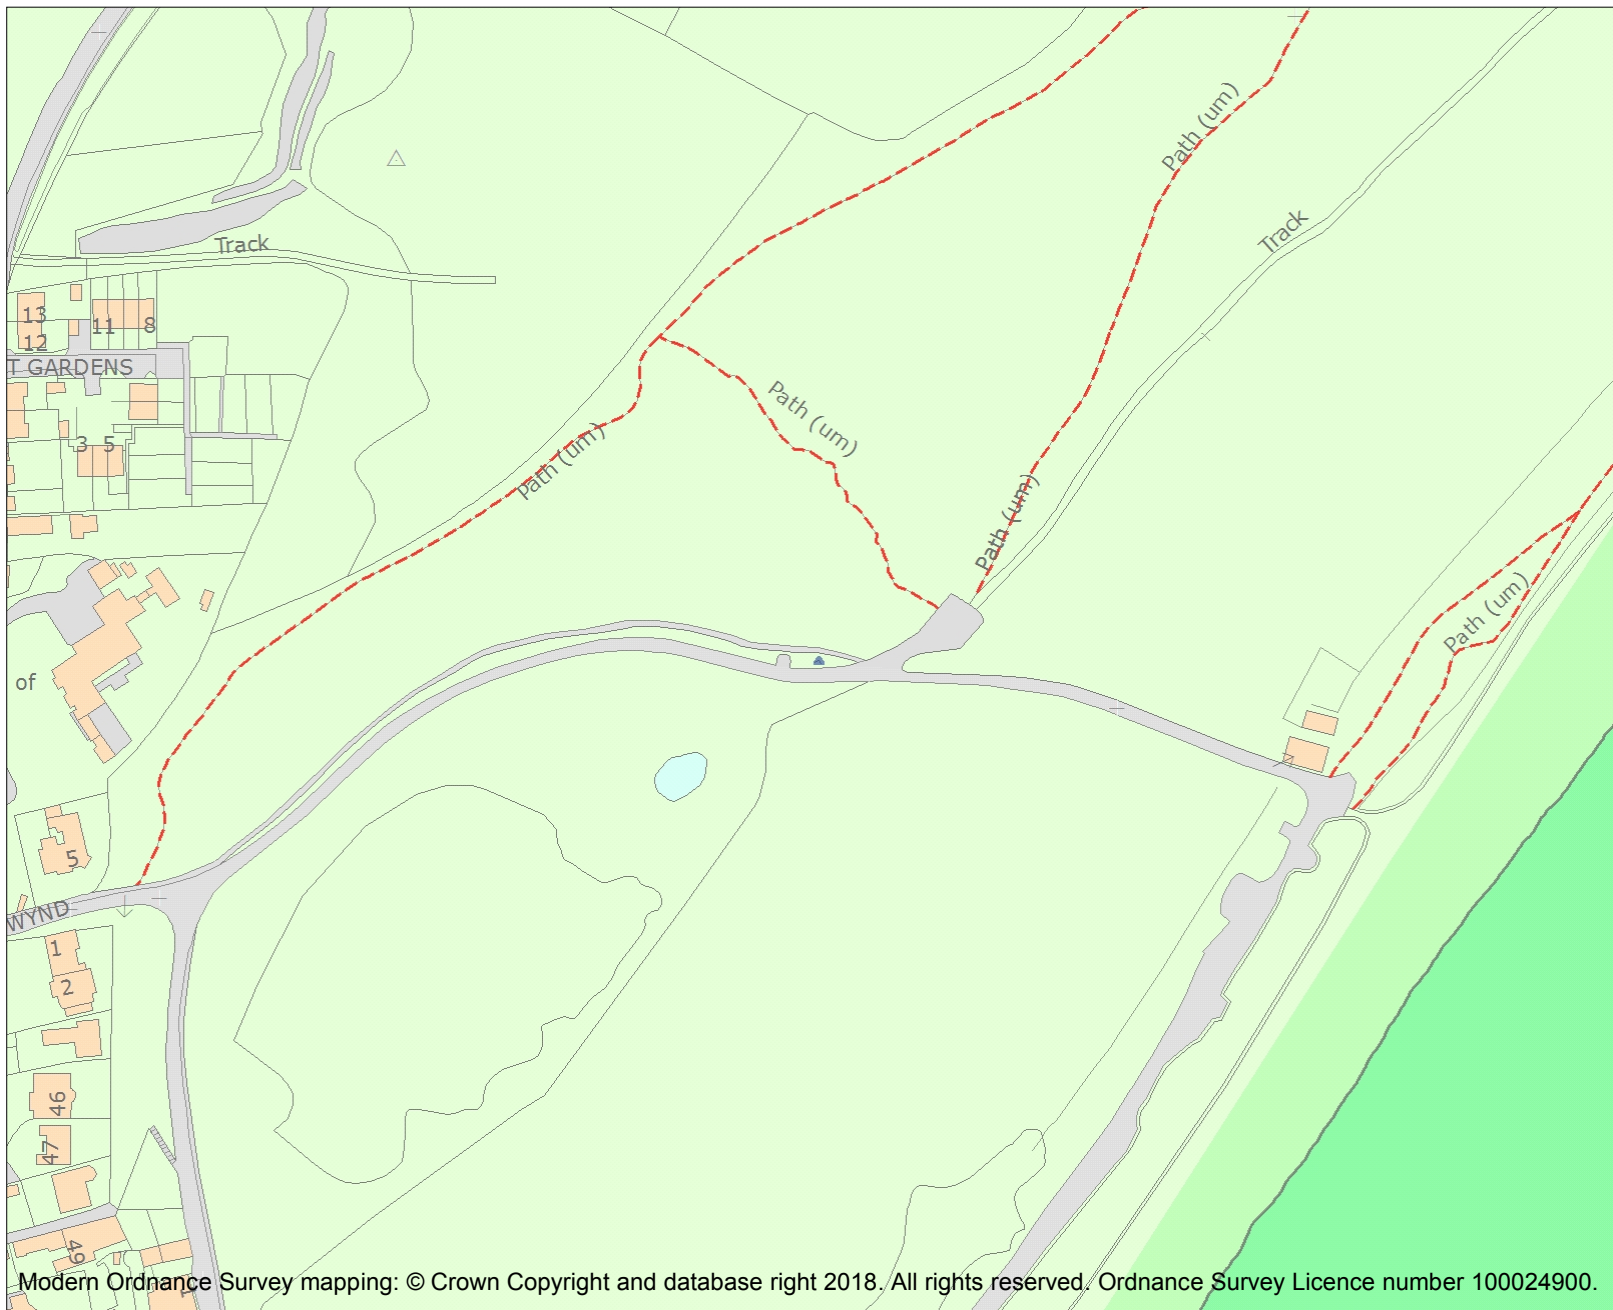 Path (um)
Track
Track
13
12
11
8
T GARDENS
Path (um)
3
5
Path (um)
Path (um)
Path (um)
of
5
WYND
1
2
46
47
49
Modern Ordnance Survey mapping: © Crown Copyright and database right 2018. All rights reserved. Ordnance Survey Licence number 100024900.